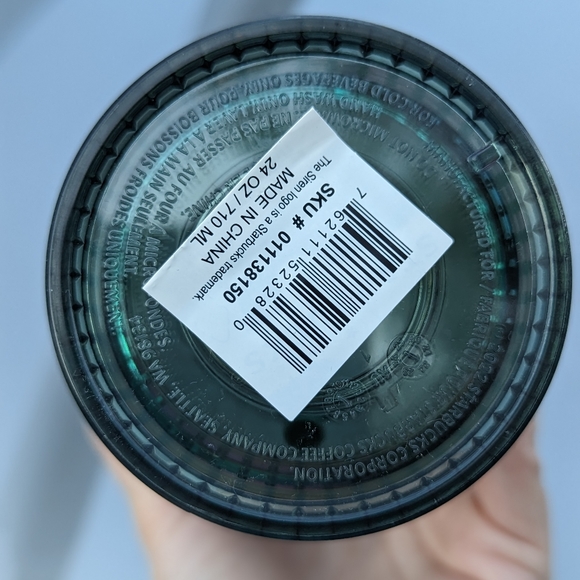 The Siren logo is a Starbucks trademark.
SKU # 011138150
MADE IN CHINA
24 OZ / 710 ML
7 62111 52328 0
FOR COLD BEVERAGES ONLY. POUR BOISSONS FROIDES UNIQUEMENT.
HAND WASH ONLY. LAVER À LA MAIN SEULEMENT.
DO NOT MICROWAVE. NE PAS PASSER AU FOUR À MICRO-ONDES.
STARBUCKS CORPORATION.
STARBUCKS COFFEE COMPANY, SEATTLE, WA